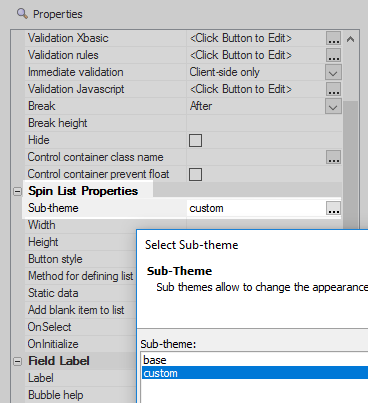 Properties
Validation Xbasic <Click Button to Edit> ...
Validation rules <Click Button to Edit> ...
Immediate validation Client-side only
Validation Javascript <Click Button to Edit> ...
Break After
Break height
Hide
Control container class name ...
Control container prevent float
Spin List Properties
Sub-theme custom ...
Width
Height
Button style
Method for defining list
Static data
Add blank item to list
OnSelect
OnInitialize
Field Label
Label
Bubble help
Select Sub-theme
Sub-Theme
Sub themes allow to change the appearance
Sub-theme:
base
custom